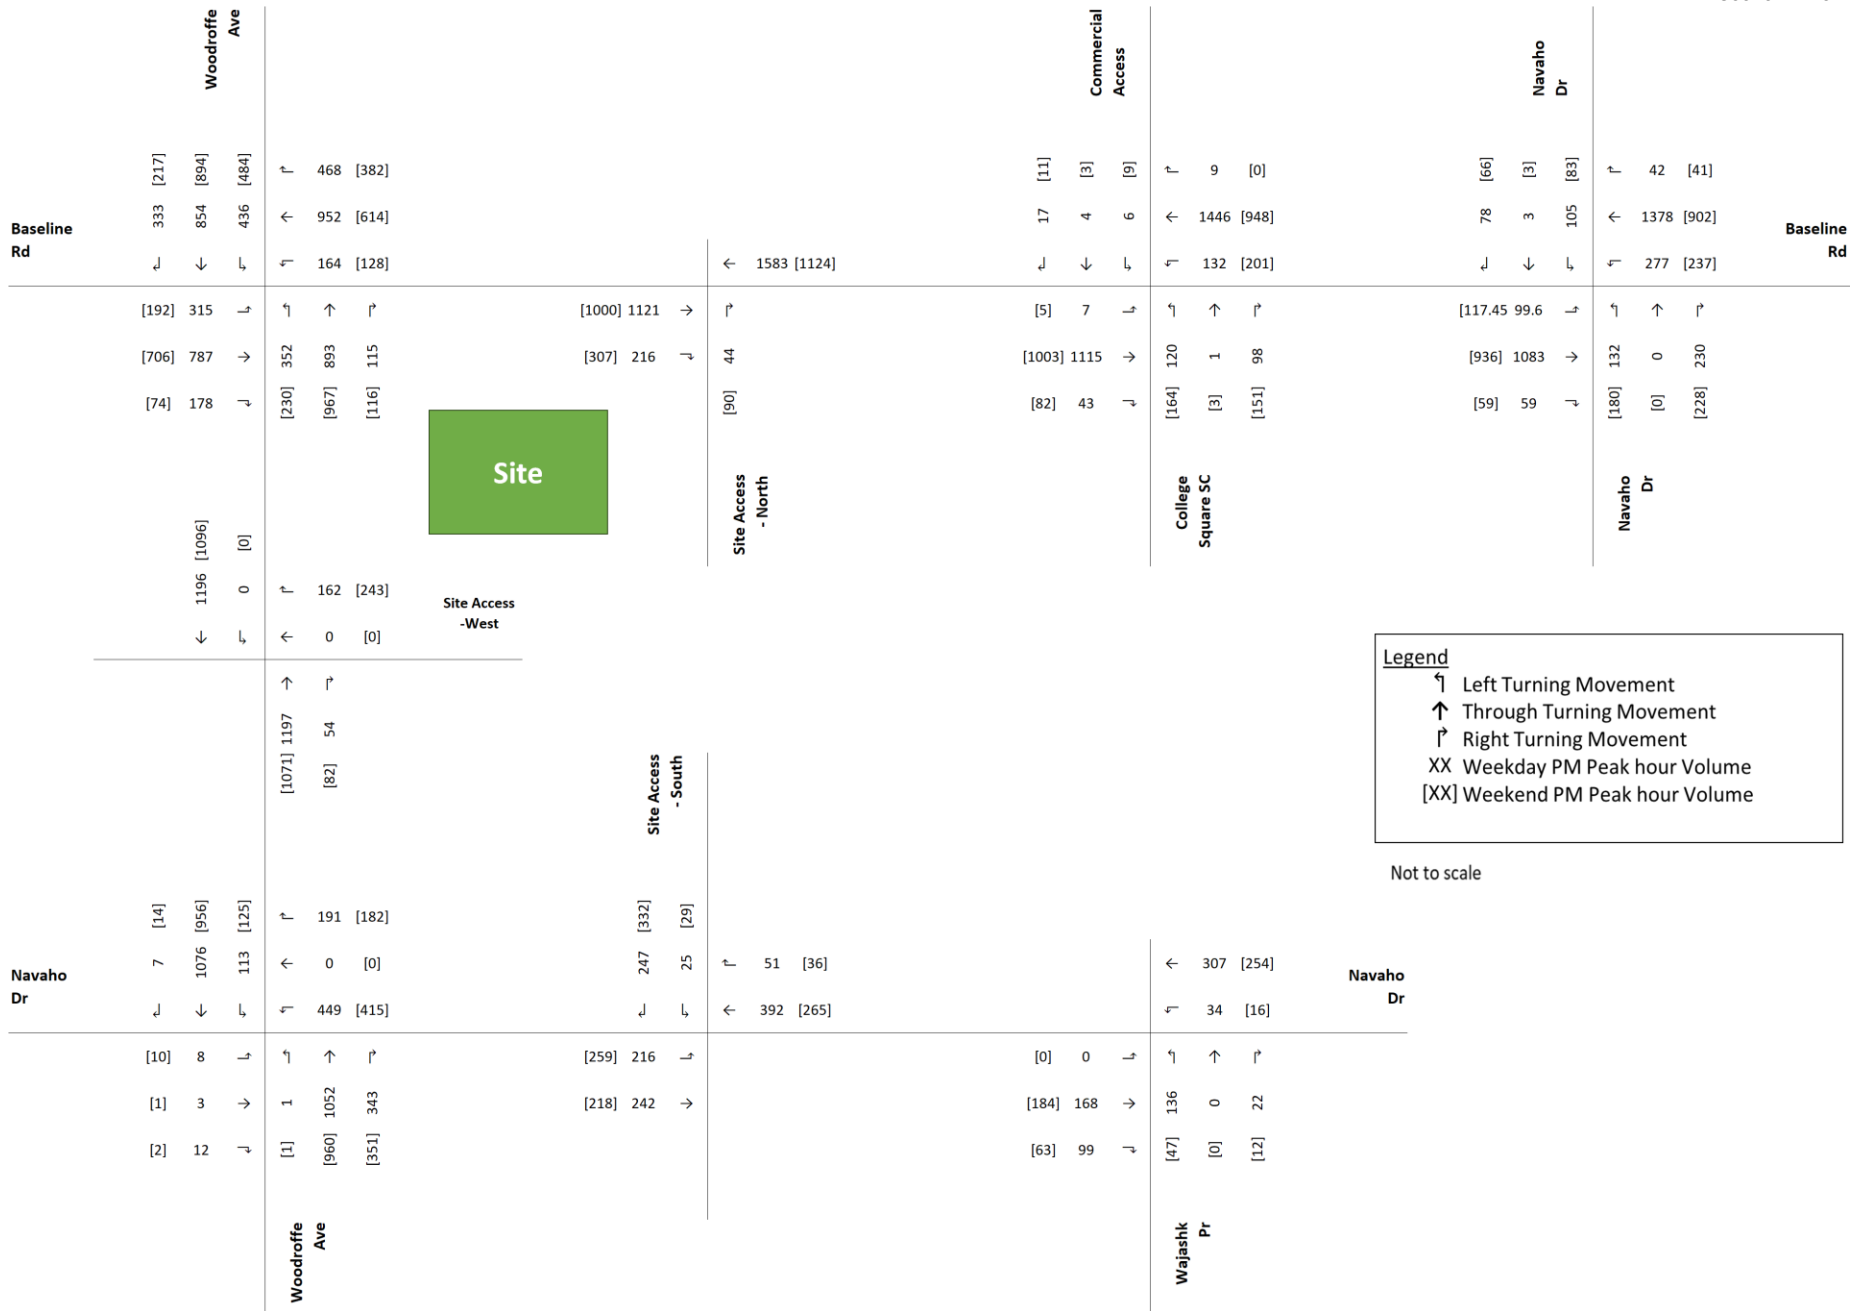 Woodroffe
Ave
Commercial
Access
Navaho
Dr
[217] [894] [484] 468 [382]
[11] [3] [9] 9 [0]
[66] [3] [83] 42 [41]
333 854 436 952 [614]
17 4 6 1446 [948]
78 3 105 1378 [902]
Baseline
Rd
Baseline
Rd
164 [128]
1583 [1124]
132 [201]
277 [237]
[192] 315
[1000] 1121
[5] 7
[117.45 99.6
[706] 787 352 893 115
[307] 216 44
[1003] 1115 120 1 98
[936] 1083 132 0 230
[74] 178 [230] [967] [116]
[90]
[82] 43 [164] [3] [151]
[59] 59 [180] [0] [228]
Site
Site Access
- North
College
Square SC
Navaho
Dr
[1096] [0]
1196 0 162 [243]
Site Access
-West
0 [0]
1197 54
[1071] [82]
Legend
Left Turning Movement
Through Turning Movement
Right Turning Movement
XX Weekday PM Peak hour Volume
[XX] Weekend PM Peak hour Volume
Not to scale
Site Access
- South
[14] [956] [125] 191 [182]
[332] [29]
7 1076 113 0 [0]
247 25 51 [36]
307 [254]
Navaho
Dr
Navaho
Dr
449 [415]
392 [265]
34 [16]
[10] 8
[259] 216
[0] 0
[1] 3 1 1052 343
[218] 242
[184] 168 136 0 22
[2] 12 [1] [960] [351]
[63] 99 [47] [0] [12]
Woodroffe
Ave
Wajashk
Pr